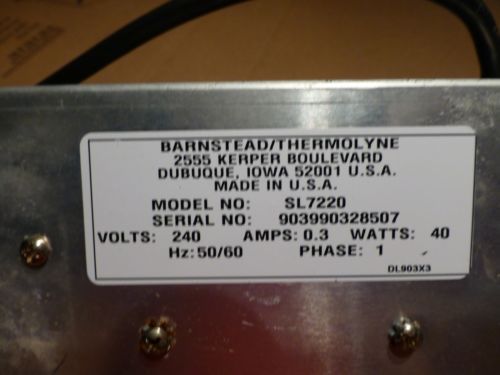 BARNSTEAD/THERMOLYNE
2555 KERPER BOULEVARD
DUBUQUE, IOWA 52001 U.S.A.
MADE IN U.S.A.
MODEL NO: SL7220
SERIAL NO: 903990328507
VOLTS: 240 AMPS: 0.3 WATTS: 40
Hz: 50/60 PHASE: 1
DL903X3